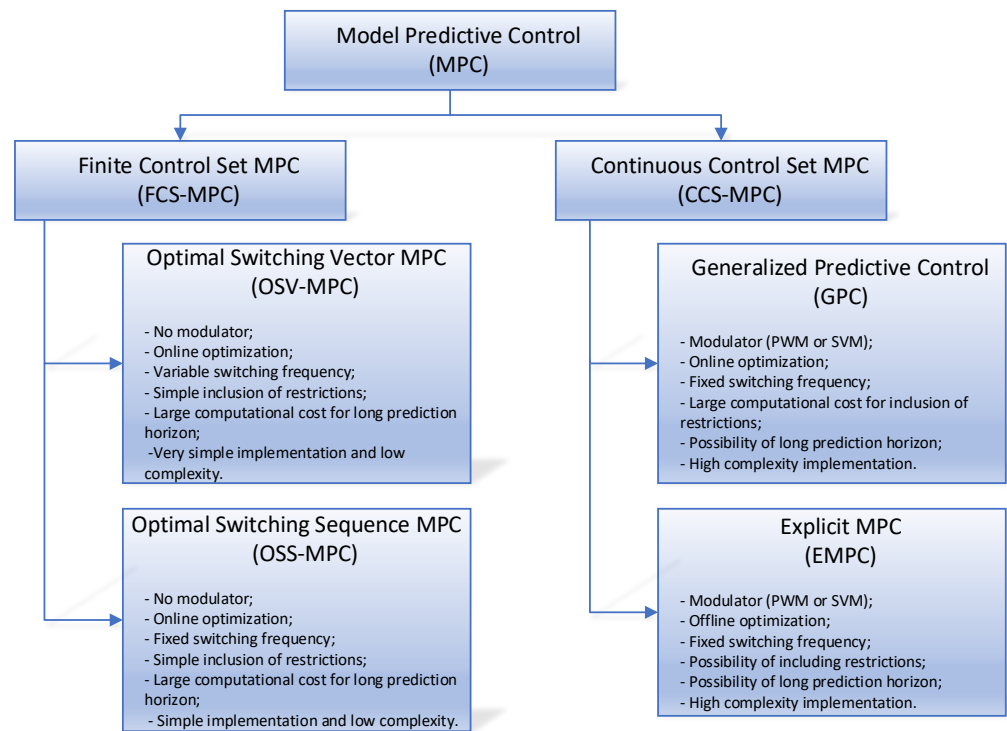 Model Predictive Control
(MPC)
Finite Control Set MPC
(FCS-MPC)
Continuous Control Set MPC
(CCS-MPC)
Optimal Switching Vector MPC
(OSV-MPC)
- No modulator;
- Online optimization;
- Variable switching frequency;
- Simple inclusion of restrictions;
- Large computational cost for long prediction
horizon;
-Very simple implementation and low
complexity.
Generalized Predictive Control
(GPC)
- Modulator (PWM or SVM);
- Online optimization;
- Fixed switching frequency;
- Large computational cost for inclusion of
restrictions;
- Possibility of long prediction horizon;
- High complexity implementation.
Optimal Switching Sequence MPC
(OSS-MPC)
- No modulator;
- Online optimization;
- Fixed switching frequency;
- Simple inclusion of restrictions;
- Large computational cost for long prediction
horizon;
- Simple implementation and low complexity.
Explicit MPC
(EMPC)
- Modulator (PWM or SVM);
- Offline optimization;
- Fixed switching frequency;
- Possibility of including restrictions;
- Possibility of long prediction horizon;
- High complexity implementation.